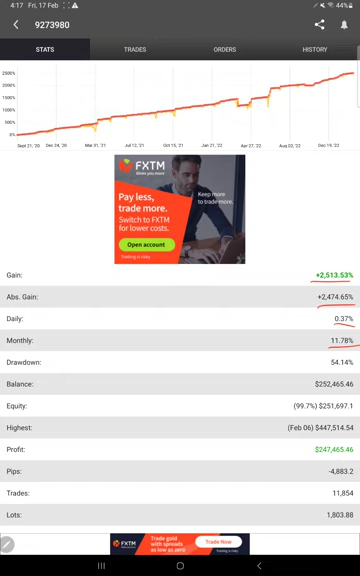 4:17 Fri, 17 Feb 44%
9273980
STATS TRADES ORDERS HISTORY
2500%
2000%
1500%
1000%
500%
0%
Sept 21, '20 Dec 24, '20 Mar 31, '21 Jul 12, '21 Oct 15, '21 Jan 21, '22 Apr 27, '22 Aug 02, '22 Dec 19, '22
FXTM
Pay less,
trade more.
Switch to FXTM
for lower costs.
Open account
Trading is risky
Keep more
to trade more.
Gain: +2,513.53%
Abs. Gain: +2,474.65%
Daily: 0.37%
Monthly: 11.78%
Drawdown: 54.14%
Balance: $252,465.46
Equity: (99.7%) $251,697.1
Highest: (Feb 06) $447,514.54
Profit: $247,465.46
Pips: -4,883.2
Trades: 11,854
Lots: 1,803.88
FXTM
Trade gold
with spreads
as low as zero
Trade Now
Trading is risky